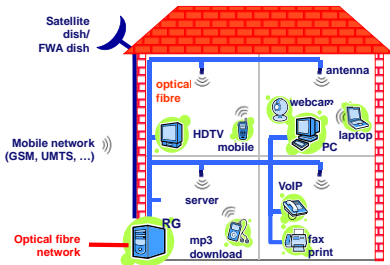 Satellite
dish/
FWA dish
antenna
optical
fibre
webcam
HDTV
mobile
laptop
PC
Mobile network
(GSM, UMTS, ...)
server
VoIP
RG
mp3
download
fax
print
Optical fibre
network